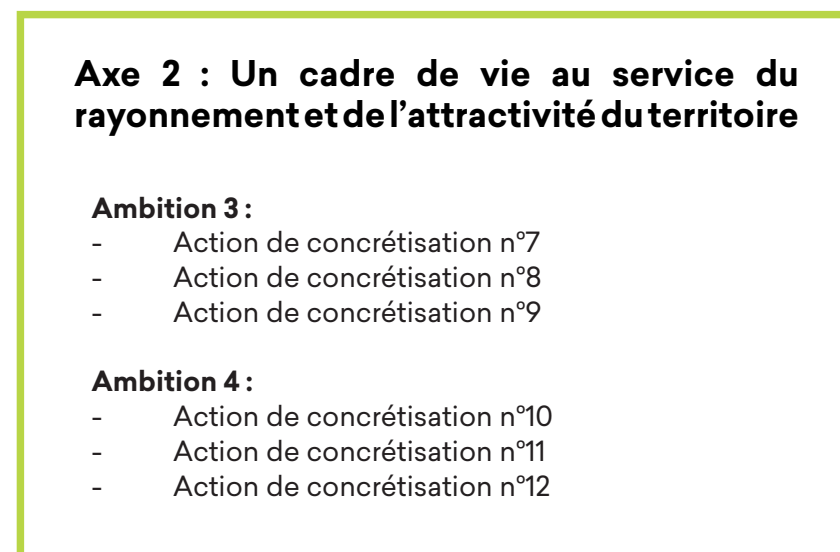 Axe 2 : Un cadre de vie au service du
rayonnement et de l’attractivité du territoire
Ambition 3 :
- Action de concrétisation n°7
- Action de concrétisation n°8
- Action de concrétisation n°9
Ambition 4 :
- Action de concrétisation n°10
- Action de concrétisation n°11
- Action de concrétisation n°12